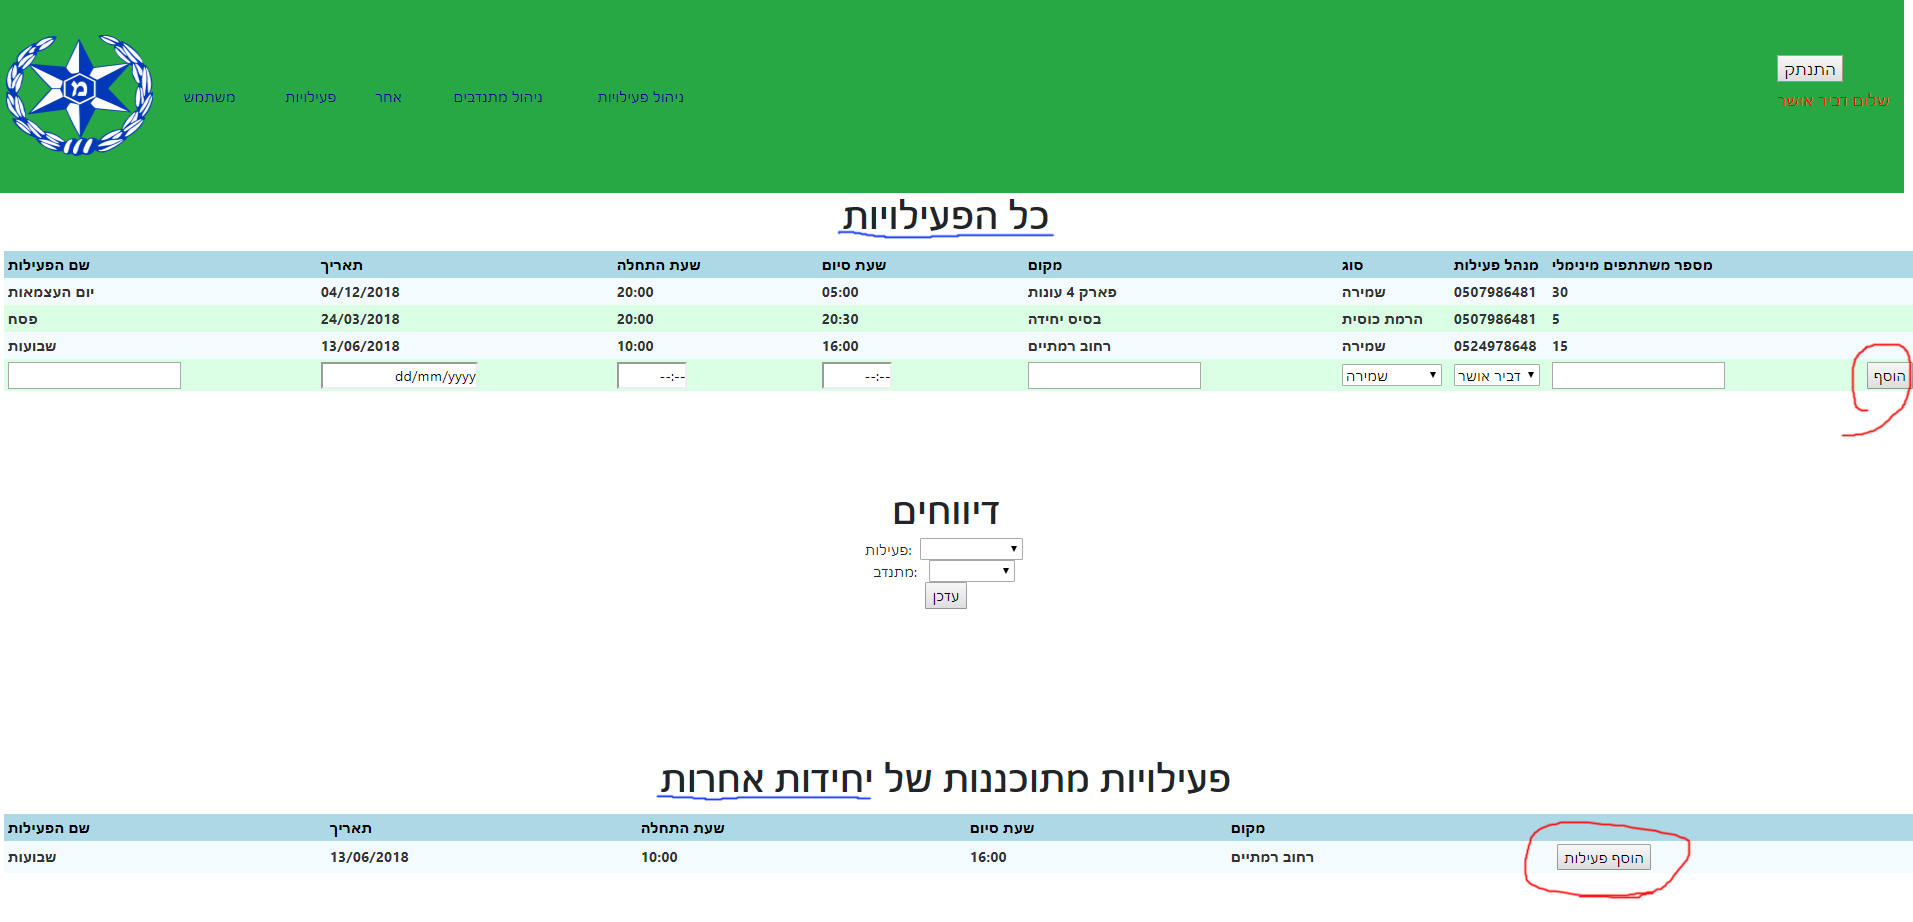 התנתק
שלום דביר אושר
משתמש פעילויות אחר ניהול מתנדבים ניהול פעילויות
מ
כל הפעילויות
שם הפעילות תאריך שעת התחלה שעת סיום מקום סוג מנהל פעילות מספר משתתפים מינימלי
יום העצמאות 04/12/2018 20:00 05:00 פארק 4 עונות שמירה 0507986481 30
פסח 24/03/2018 20:00 20:30 בסיס יחידה הרמת כוסית 0507986481 5
שבועות 13/06/2018 10:00 16:00 רחוב רמתיים שמירה 0524978648 15
dd/mm/yyyy --:-- --:-- שמירה דביר אושר הוסף
דיווחים
פעילות:
מתנדב:
עדכן
פעילויות מתוכננות של יחידות אחרות
שם הפעילות תאריך שעת התחלה שעת סיום מקום
שבועות 13/06/2018 10:00 16:00 רחוב רמתיים הוסף פעילות